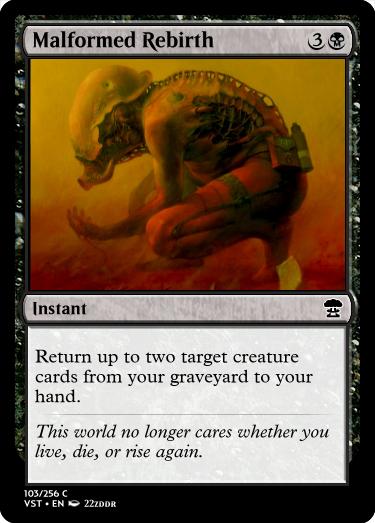 Malformed Rebirth 3
Instant
Return up to two target creature
cards from your graveyard to your
hand.
This world no longer cares whether you
live, die, or rise again.
103/256 C
VST • EN 22ZDDR